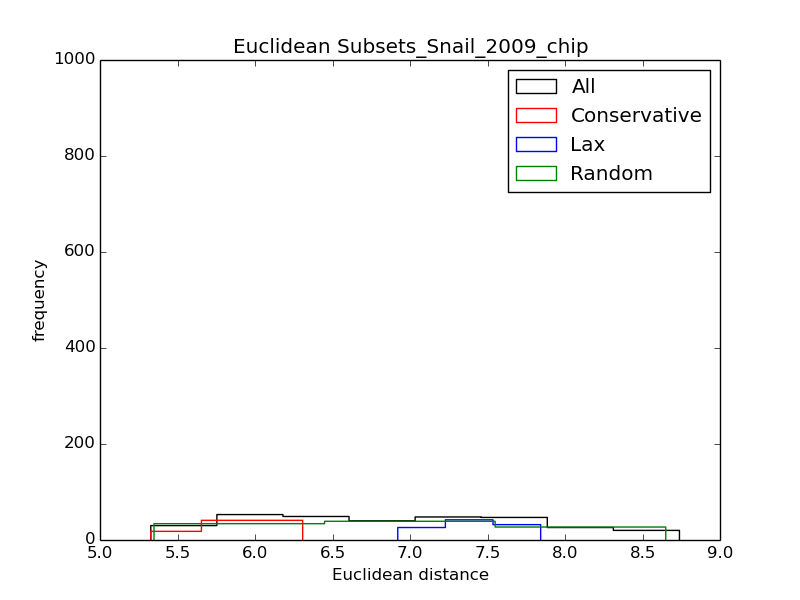 Euclidean Subsets_Snail_2009_chip
1000
800
600
400
200
0
frequency
All
Conservative
Lax
Random
5.0 5.5 6.0 6.5 7.0 7.5 8.0 8.5 9.0
Euclidean distance